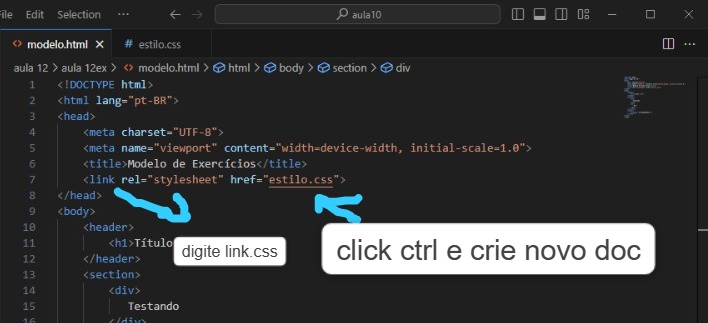 File Edit Selection ··· aula10
modelo.html × # estilo.css ···
aula 12 > aula 12ex > <> modelo.html > html > body > section > div
1 <!DOCTYPE html>
2 <html lang="pt-BR">
3 <head>
4 <meta charset="UTF-8">
5 <meta name="viewport" content="width=device-width, initial-scale=1.0">
6 <title>Modelo de Exercícios</title>
7 <link rel="stylesheet" href="estilo.css">
8 </head>
9 <body>
10 <header>
11 <h1>Título
12 </header>
13 <section>
14 <div>
15 Testando
16 </div>
digite link.css
click ctrl e crie novo doc